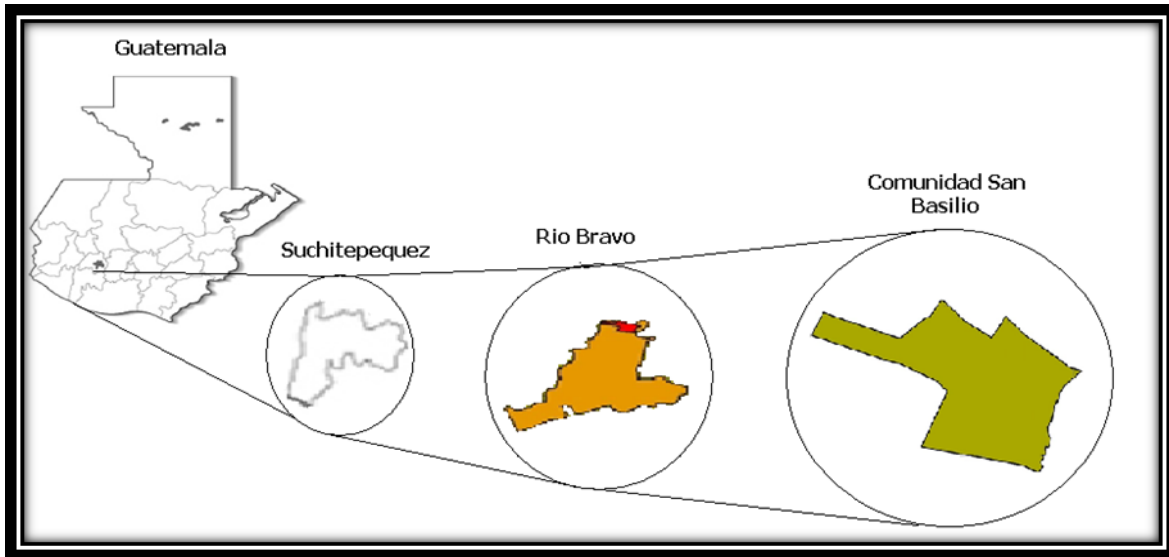 Guatemala
Suchitepequez
Rio Bravo
Comunidad San
Basilio